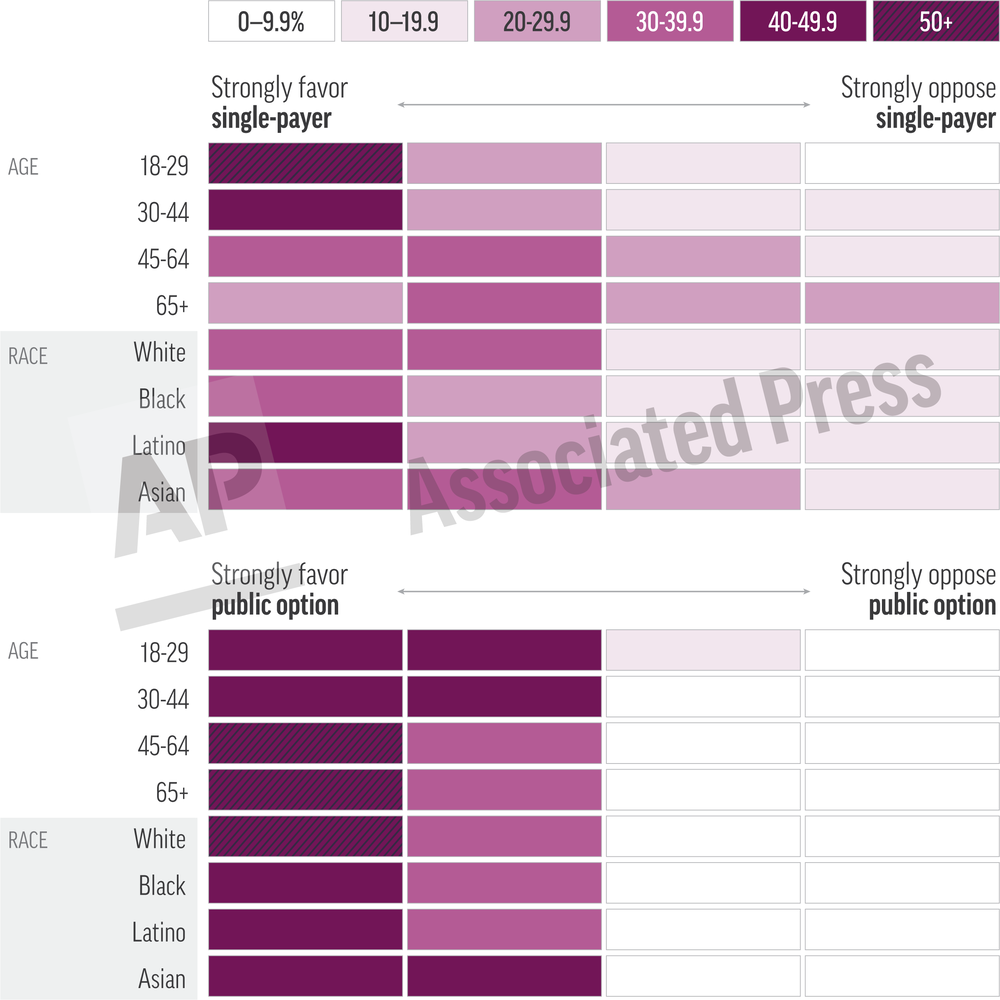 0–9.9% 10–19.9 20-29.9 30-39.9 40-49.9 50+
Strongly favor
single-payer
Strongly oppose
single-payer
AGE 18-29
30-44
45-64
65+
RACE White
Black
Latino
Asian
AP Associated Press
Strongly favor
public option
Strongly oppose
public option
AGE 18-29
30-44
45-64
65+
RACE White
Black
Latino
Asian